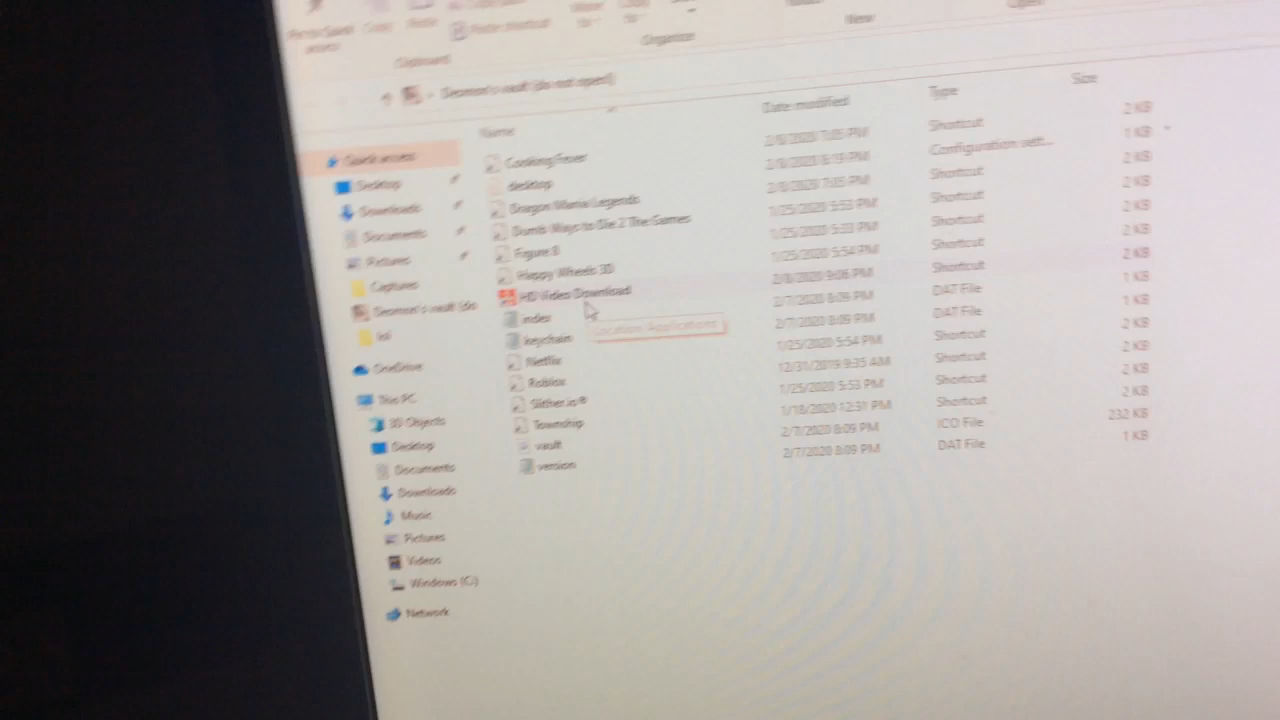 access
Paste shortcut
Clipboard
Organize
New
vault (do not open)
Name
Date modified
Type
Size
CookingFever
2/8/2020 7:05 PM
Shortcut
2 KB
desktop
2/8/2020 8:19 PM
Configuration sett...
1 KB
Dragon Mania Legends
2/8/2020 7:05 PM
Shortcut
2 KB
Dumb Ways to Die 2 The Games
1/25/2020 5:53 PM
Shortcut
2 KB
Figure 8
1/25/2020 5:53 PM
Shortcut
2 KB
Happy Wheels 3D
1/25/2020 5:54 PM
Shortcut
2 KB
HD Video Download
2/8/2020 9:06 PM
Shortcut
2 KB
index
2/7/2020 8:09 PM
DAT File
1 KB
keychain
2/7/2020 8:09 PM
DAT File
1 KB
Netflix
1/25/2020 5:54 PM
Shortcut
2 KB
Roblox
12/31/2019 9:35 AM
Shortcut
2 KB
Slither.io
1/25/2020 5:53 PM
Shortcut
2 KB
Township
1/18/2020 12:31 PM
Shortcut
2 KB
vault
2/7/2020 8:09 PM
ICO File
232 KB
version
2/7/2020 8:09 PM
DAT File
1 KB
Location: Applications
Quick access
Desktop
Downloads
Documents
Pictures
Captures
vault (do
lol
OneDrive
This PC
3D Objects
Desktop
Documents
Downloads
Music
Pictures
Videos
Windows (C:)
Network